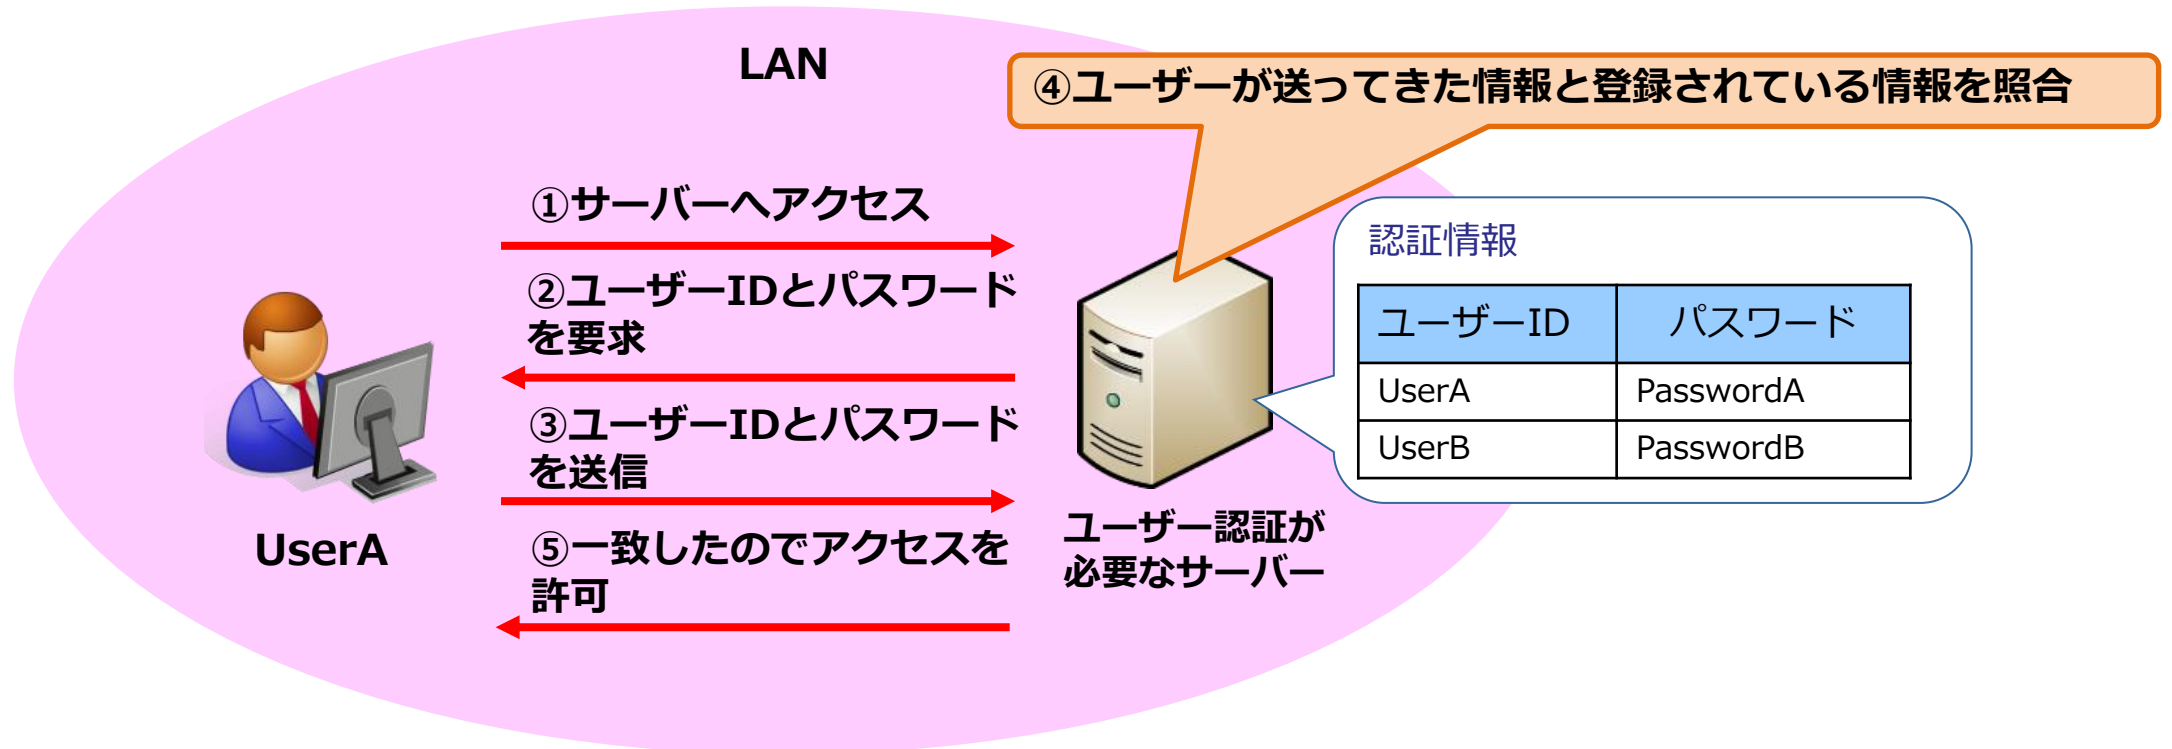 LAN
④ユーザーが送ってきた情報と登録されている情報を照合
①サーバーへアクセス
②ユーザーIDとパスワード
を要求
③ユーザーIDとパスワード
を送信
⑤一致したのでアクセスを
許可
UserA
ユーザー認証が
必要なサーバー
認証情報
ユーザーID パスワード
UserA PasswordA
UserB PasswordB